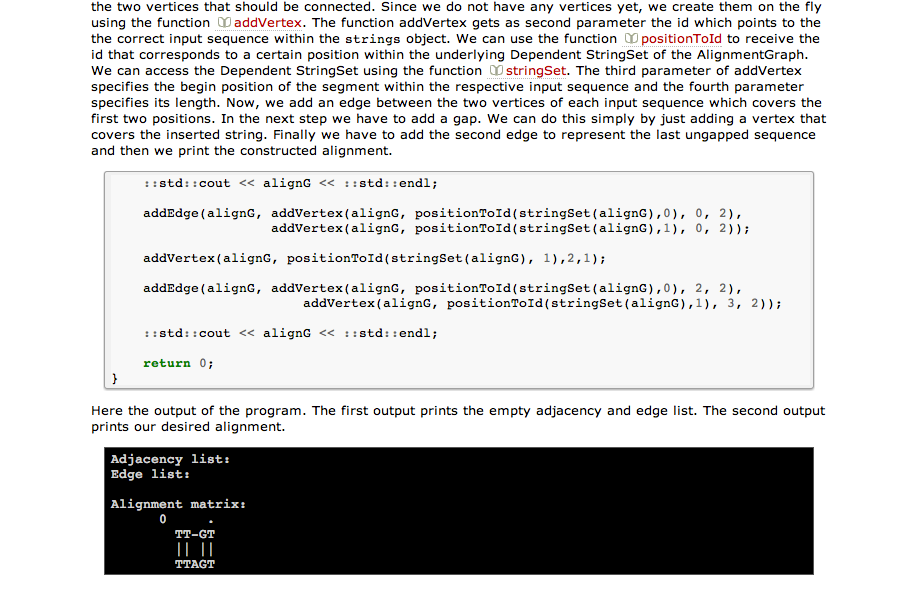 the two vertices that should be connected. Since we do not have any vertices yet, we create them on the fly
using the function addVertex. The function addVertex gets as second parameter the id which points to the
the correct input sequence within the strings object. We can use the function positionToId to receive the
id that corresponds to a certain position within the underlying Dependent StringSet of the AlignmentGraph.
We can access the Dependent StringSet using the function stringSet. The third parameter of addVertex
specifies the begin position of the segment within the respective input sequence and the fourth parameter
specifies its length. Now, we add an edge between the two vertices of each input sequence which covers the
first two positions. In the next step we have to add a gap. We can do this simply by just adding a vertex that
covers the inserted string. Finally we have to add the second edge to represent the last ungapped sequence
and then we print the constructed alignment.
::std::cout << alignG << ::std::endl;
addEdge(alignG, addVertex(alignG, positionToId(stringSet(alignG),0), 0, 2),
addVertex(alignG, positionToId(stringSet(alignG),1), 0, 2));
addVertex(alignG, positionToId(stringSet(alignG), 1),2,1);
addEdge(alignG, addVertex(alignG, positionToId(stringSet(alignG),0), 2, 2),
addVertex(alignG, positionToId(stringSet(alignG),1), 3, 2));
::std::cout << alignG << ::std::endl;
return 0;
}
Here the output of the program. The first output prints the empty adjacency and edge list. The second output
prints our desired alignment.
Adjacency list:
Edge list:
Alignment matrix:
0 .
TT-GT
|| ||
TTAGT